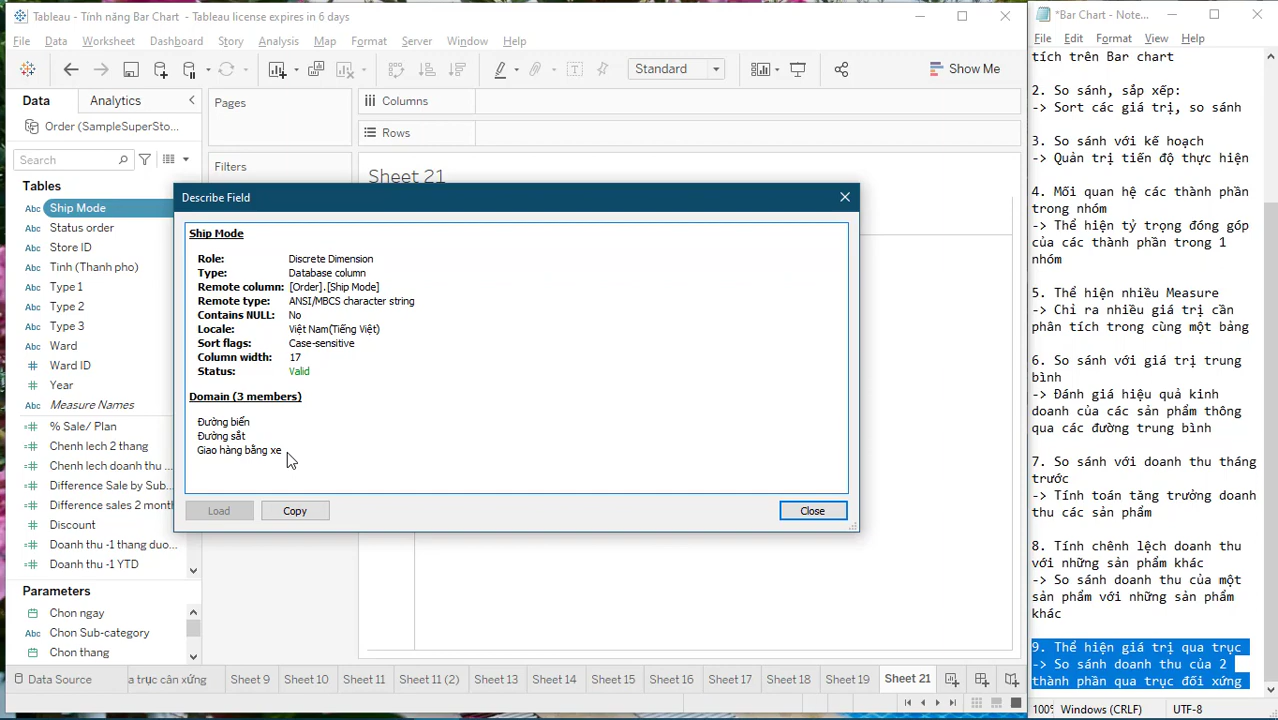 Tableau - Tính năng Bar Chart - Tableau license expires in 6 days
File Data Worksheet Dashboard Story Analysis Map Format Server Window Help
Standard
Show Me
Data Analytics
Order (SampleSuperSto...
Search
Tables
Abc Ship Mode
Abc Status order
Abc Store ID
Abc Tinh (Thanh pho)
Abc Type 1
Abc Type 2
Abc Type 3
Abc Ward
Ward ID
Year
Abc Measure Names
% Sale/ Plan
Chenh lech 2 thang
Chenh lech doanh thu ...
Difference Sale by Sub...
Difference sales 2 month
Discount
Doanh thu -1 thang duo...
Doanh thu -1 YTD
Parameters
Chon ngay
Abc Chon Sub-category
Chon thang
Pages
Filters
Columns
Rows
Sheet 21
Describe Field
Ship Mode
Role: Discrete Dimension
Type: Database column
Remote column: [Order].[Ship Mode]
Remote type: ANSI/MBCS character string
Contains NULL: No
Locale: Việt Nam(Tiếng Việt)
Sort flags: Case-sensitive
Column width: 17
Status: Valid
Domain (3 members)
Đường biển
Đường sắt
Giao hàng bằng xe
Load Copy Close
Data Source a trục cân xứng Sheet 9 Sheet 10 Sheet 11 Sheet 11 (2) Sheet 13 Sheet 14 Sheet 15 Sheet 16 Sheet 17 Sheet 18 Sheet 19 Sheet 21
*Bar Chart - Note...
File Edit Format View Help
tích trên Bar chart
2. So sánh, sắp xếp:
-> Sort các giá trị, so sánh
3. So sánh với kế hoạch
-> Quản trị tiến độ thực hiện
4. Mối quan hệ các thành phần
trong nhóm
-> Thể hiện tỷ trọng đóng góp
của các thành phần trong 1
nhóm
5. Thể hiện nhiều Measure
-> Chỉ ra nhiều giá trị cần
phân tích trong cùng một bảng
6. So sánh với giá trị trung
bình
-> Đánh giá hiệu quả kinh
doanh của các sản phẩm thông
qua các đường trung bình
7. So sánh với doanh thu tháng
trước
-> Tính toán tăng trưởng doanh
thu các sản phẩm
8. Tính chênh lệch doanh thu
với những sản phẩm khác
-> So sánh doanh thu của một
sản phẩm với những sản phẩm
khác
9. Thể hiện giá trị qua trục
-> So sánh doanh thu của 2
thành phần qua trục đối xứng
100% Windows (CRLF) UTF-8